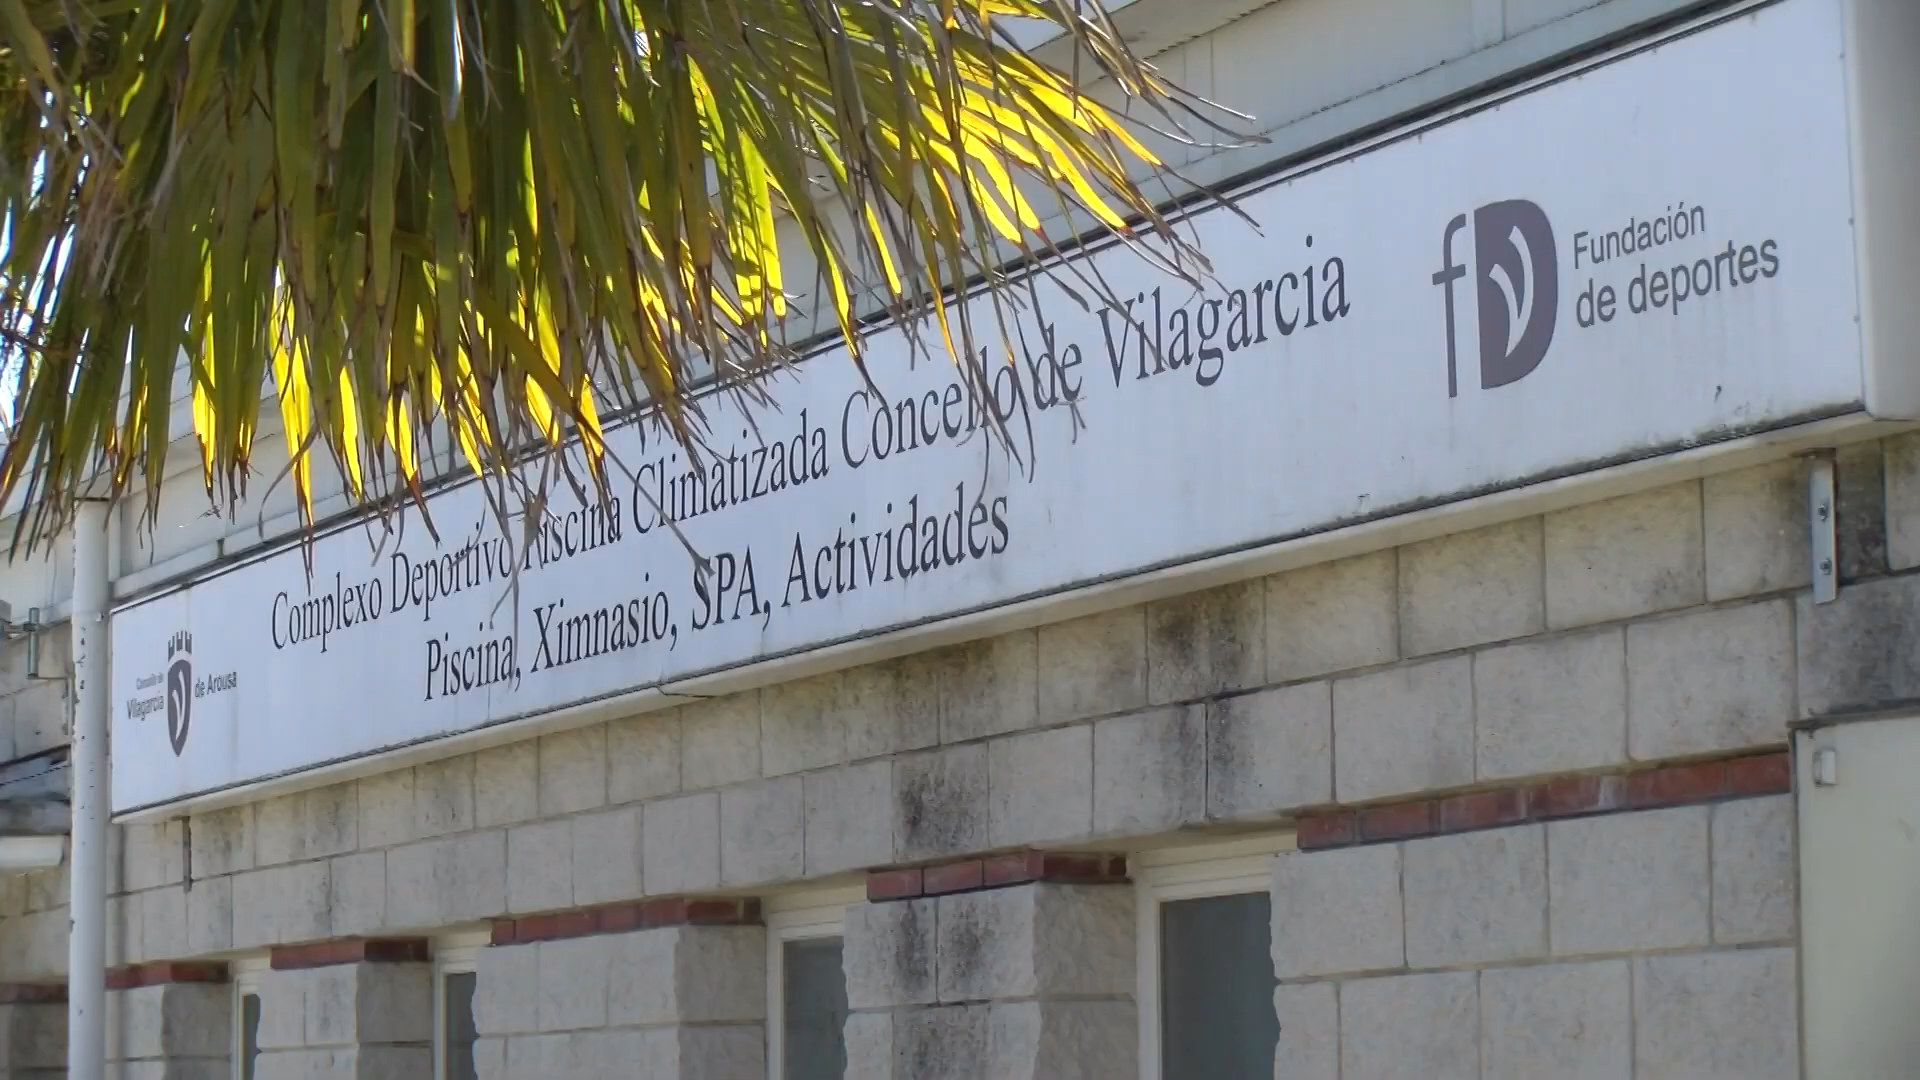 Complexo Deportivo Piscina Climatizada Concello de Vilagarcia
Piscina, Ximnasio, SPA, Actividades
Concello de
Vilagarcía
de Arousa
fD
Fundación
de deportes